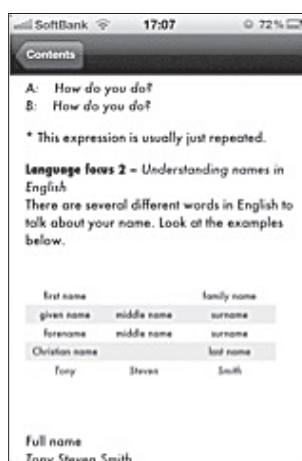 SoftBank 17:07 72%
Contents
A: How do you do?
B: How do you do?
* This expression is usually just repeated.
Language focus 2 – Understanding names in
English
There are several different words in English to
talk about your name. Look at the examples
below.
first name family name
given name middle name surname
forename middle name surname
Christian name last name
Tony Steven Smith
Full name
Tony Steven Smith